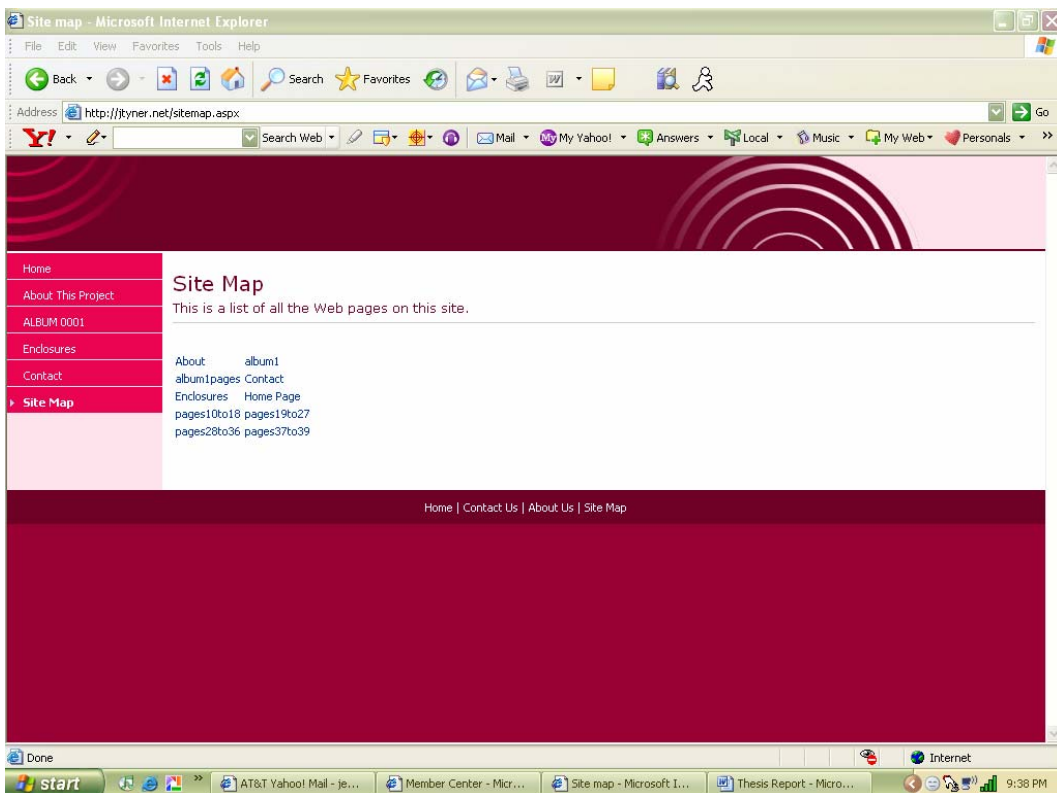 Site map - Microsoft Internet Explorer
File Edit View Favorites Tools Help
Back Search Favorites
Address http://jtyner.net/sitemap.aspx Go
Y! Search Web Mail My Yahoo! Answers Local Music My Web Personals »
Home
About This Project
ALBUM 0001
Enclosures
Contact
Site Map
Site Map
This is a list of all the Web pages on this site.
About album1
album1pages Contact
Enclosures Home Page
pages10to18 pages19to27
pages28to36 pages37to39
Home | Contact Us | About Us | Site Map
Done Internet
start » AT&T Yahoo! Mail - je... Member Center - Micr... Site map - Microsoft I... Thesis Report - Micro... 9:38 PM